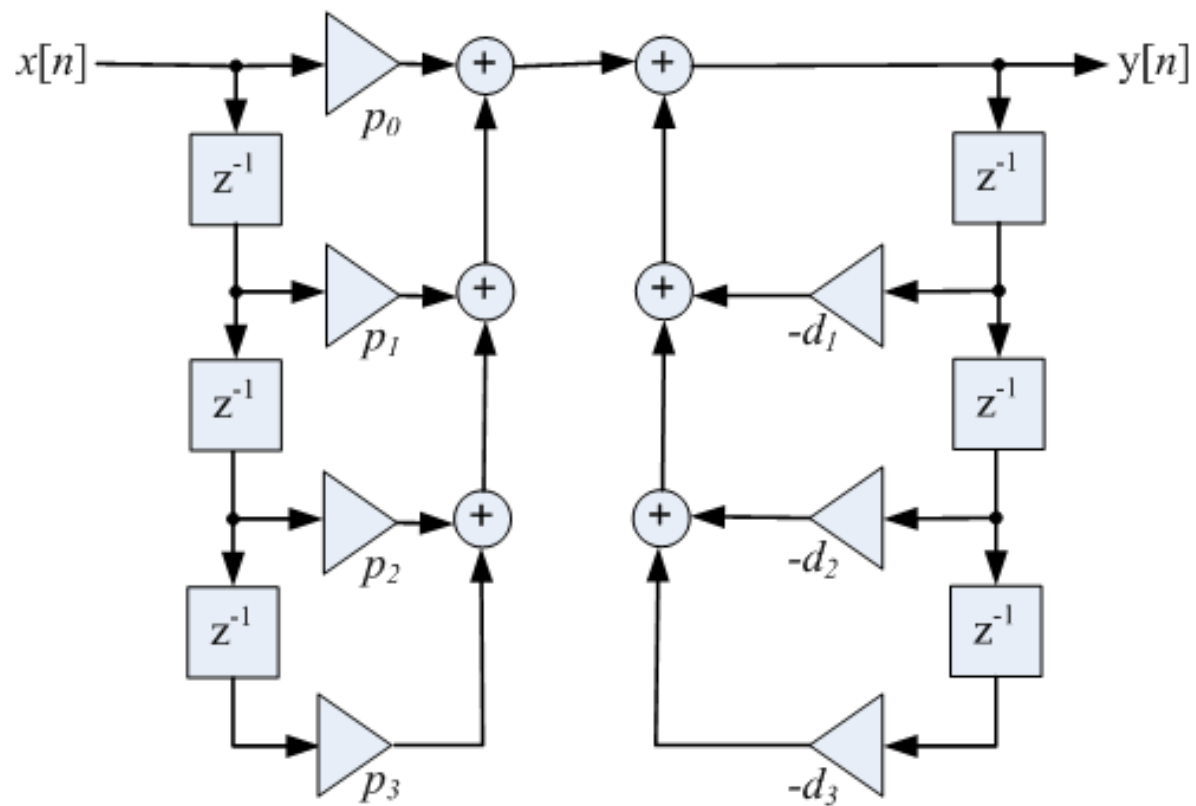 x[n]
p₀
+
+
y[n]
z⁻¹
z⁻¹
p₁
+
+
-d₁
z⁻¹
z⁻¹
p₂
+
+
-d₂
z⁻¹
z⁻¹
p₃
-d₃